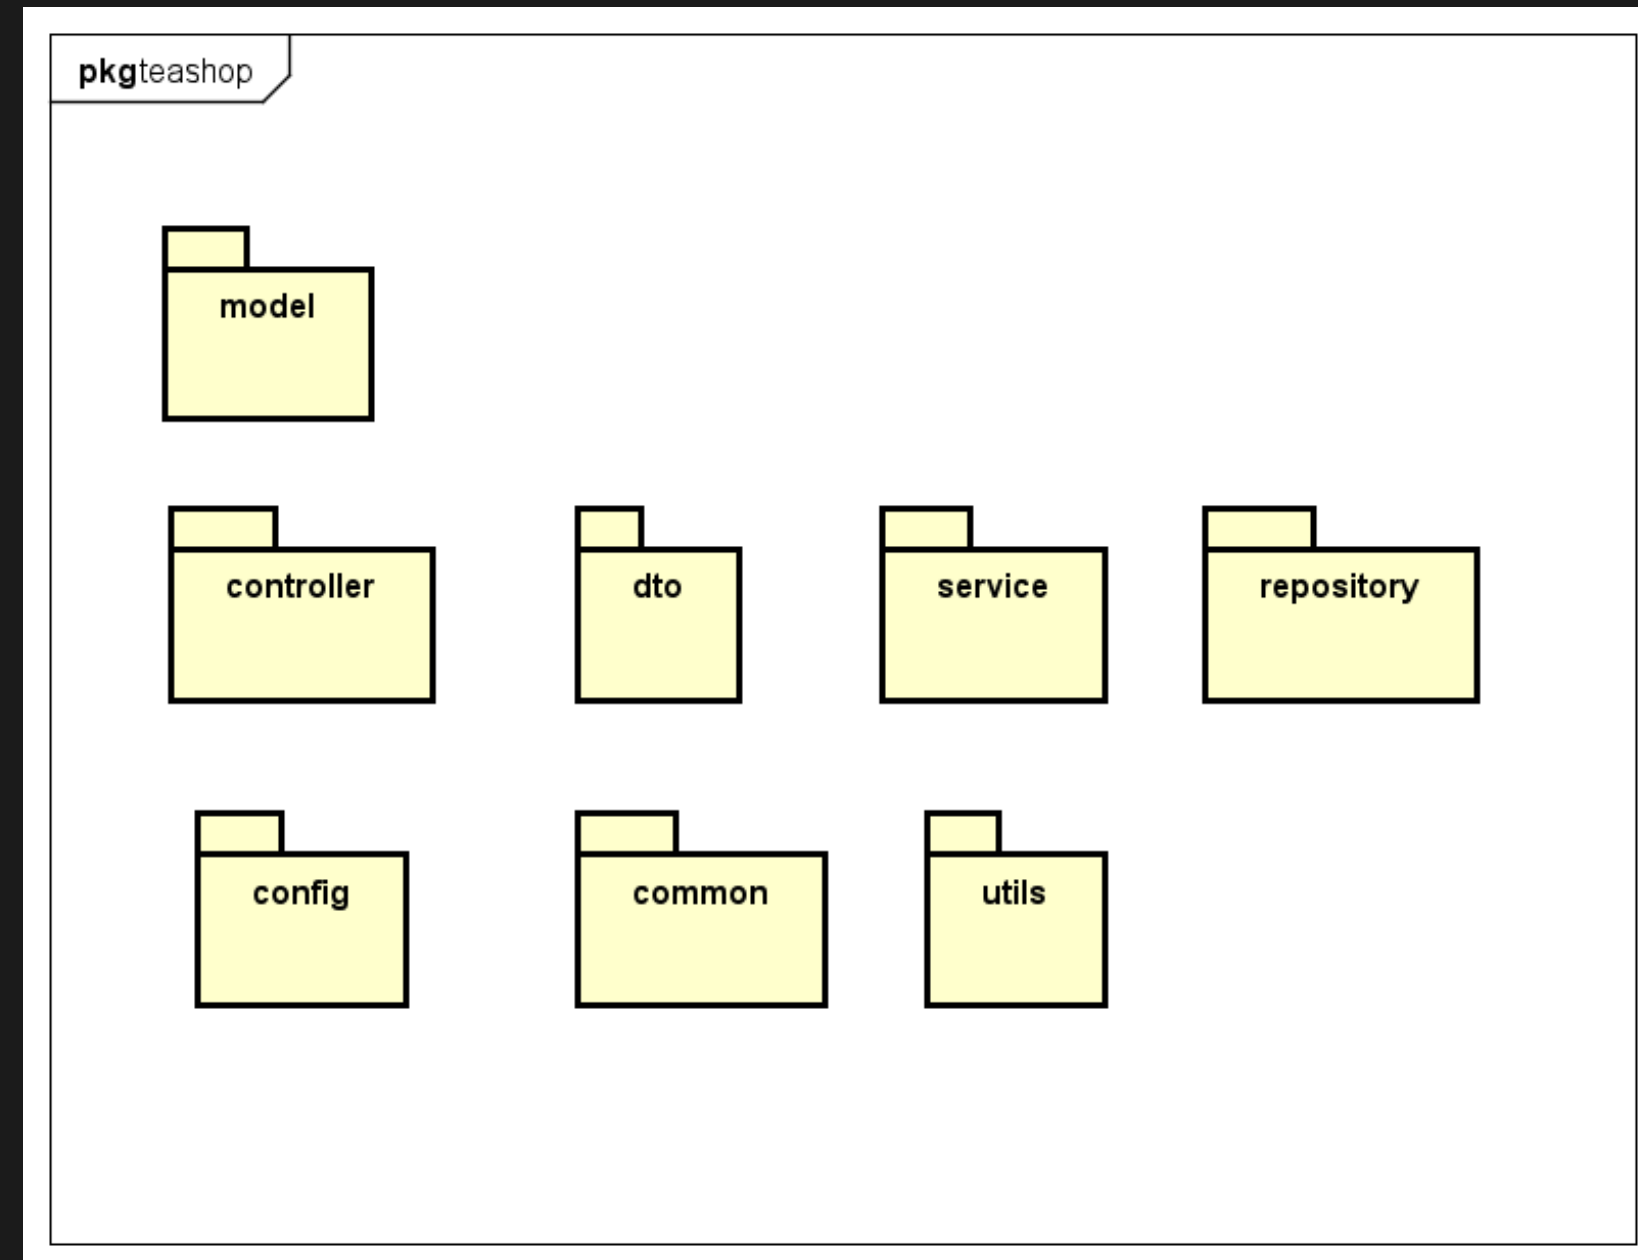 pkgteashop
model
controller
dto
service
repository
config
common
utils